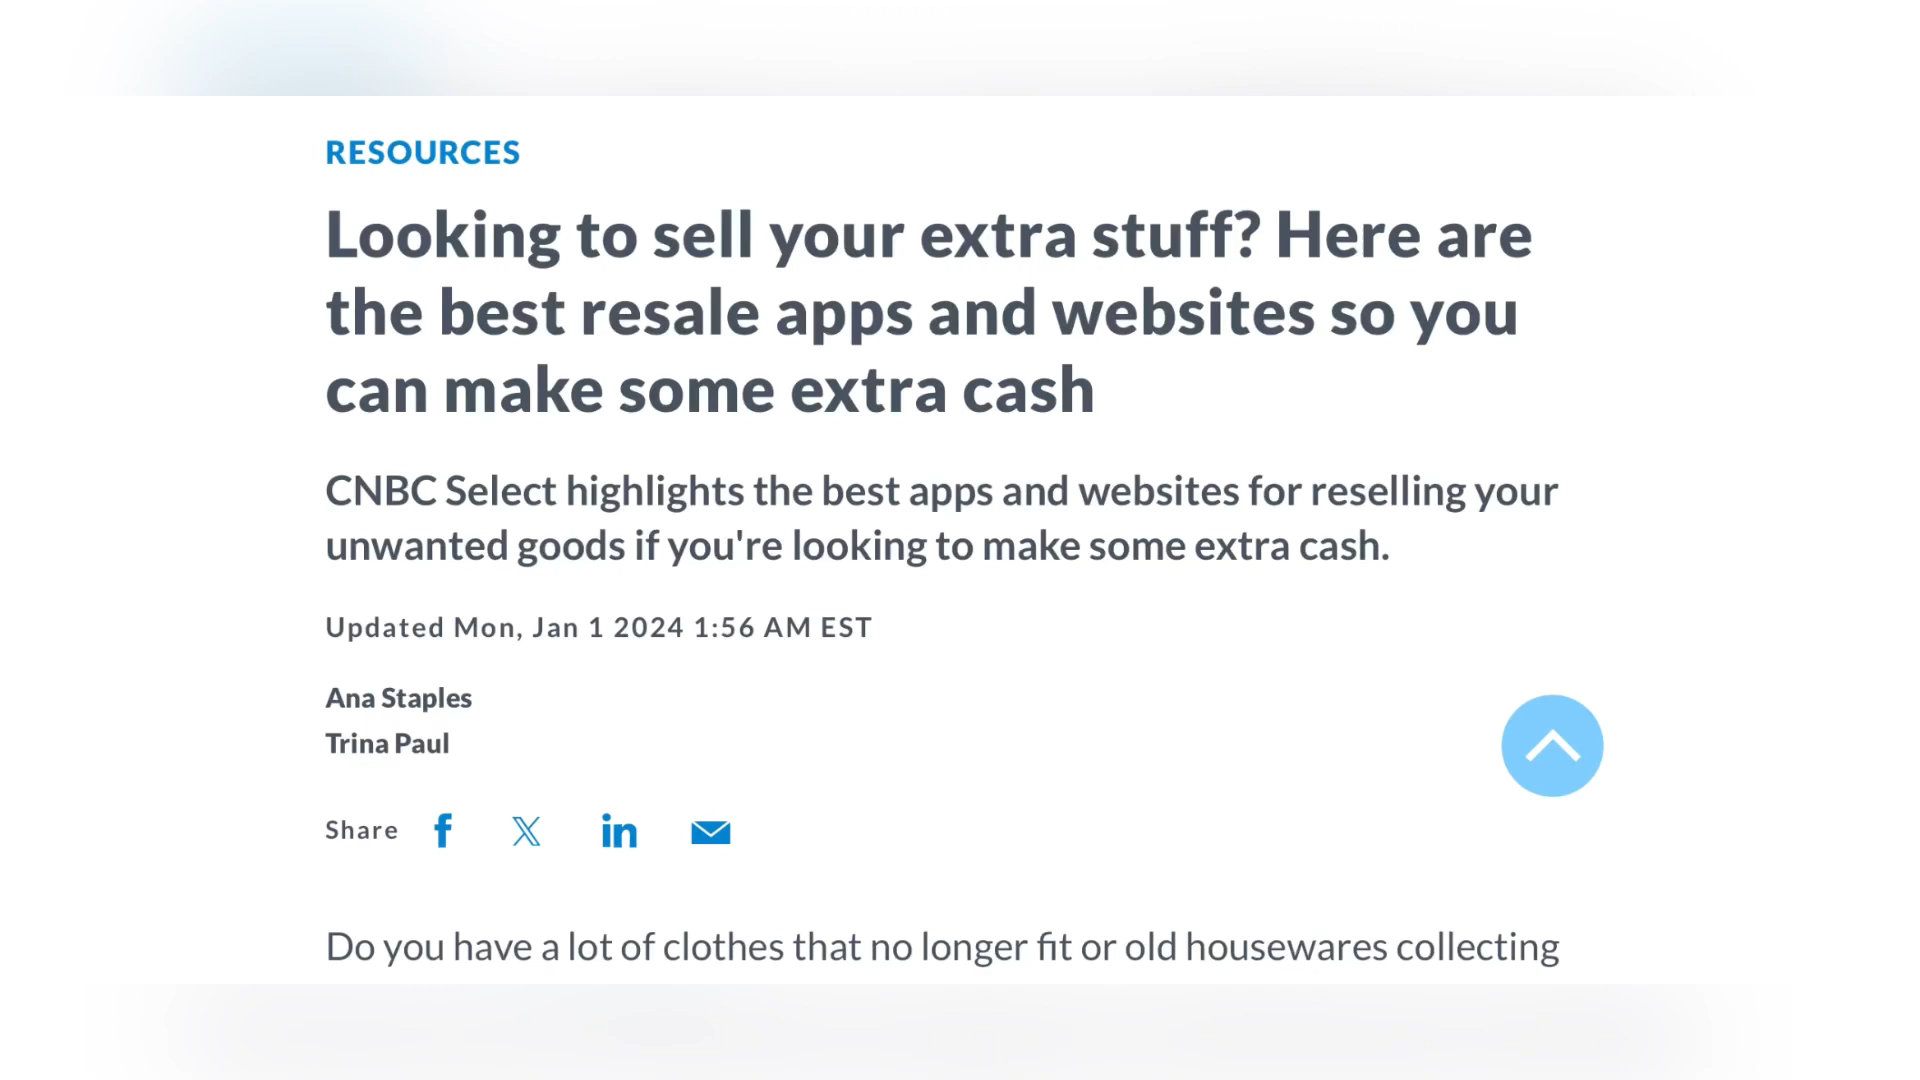 RESOURCES
Looking to sell your extra stuff? Here are
the best resale apps and websites so you
can make some extra cash
CNBC Select highlights the best apps and websites for reselling your
unwanted goods if you're looking to make some extra cash.
Updated Mon, Jan 1 2024 1:56 AM EST
Ana Staples
Trina Paul
Share
Do you have a lot of clothes that no longer fit or old housewares collecting